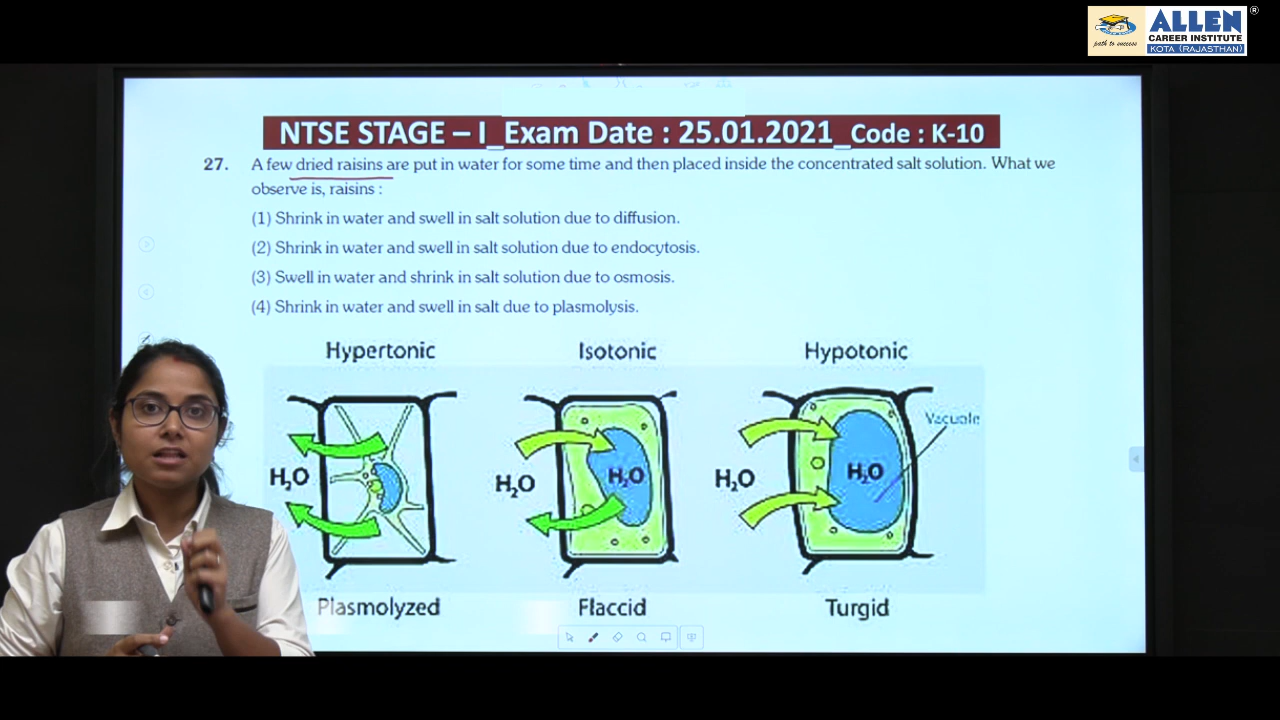 path to success
ALLEN
®
CAREER INSTITUTE
KOTA (RAJASTHAN)
NTSE STAGE – I_Exam Date : 25.01.2021_Code : K-10
27. A few dried raisins are put in water for some time and then placed inside the concentrated salt solution. What we
observe is, raisins :
(1) Shrink in water and swell in salt solution due to diffusion.
(2) Shrink in water and swell in salt solution due to endocytosis.
(3) Swell in water and shrink in salt solution due to osmosis.
(4) Shrink in water and swell in salt due to plasmolysis.
Hypertonic Isotonic Hypotonic
Vacuole
H₂O H₂O H₂O H₂O H₂O
Plasmolyzed Flaccid Turgid